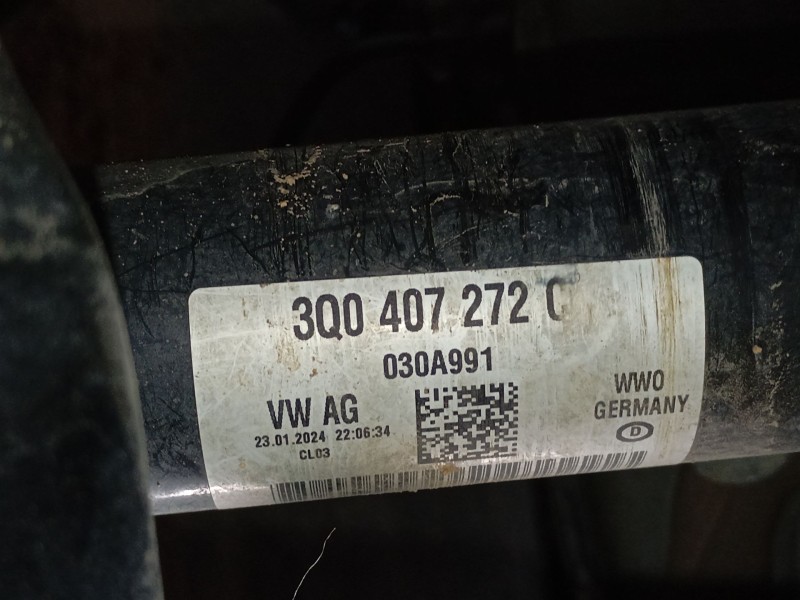 3Q0 407 272
030A991
VW AG
23.01.2024 22:06:34
CL03
WWO
GERMANY
D